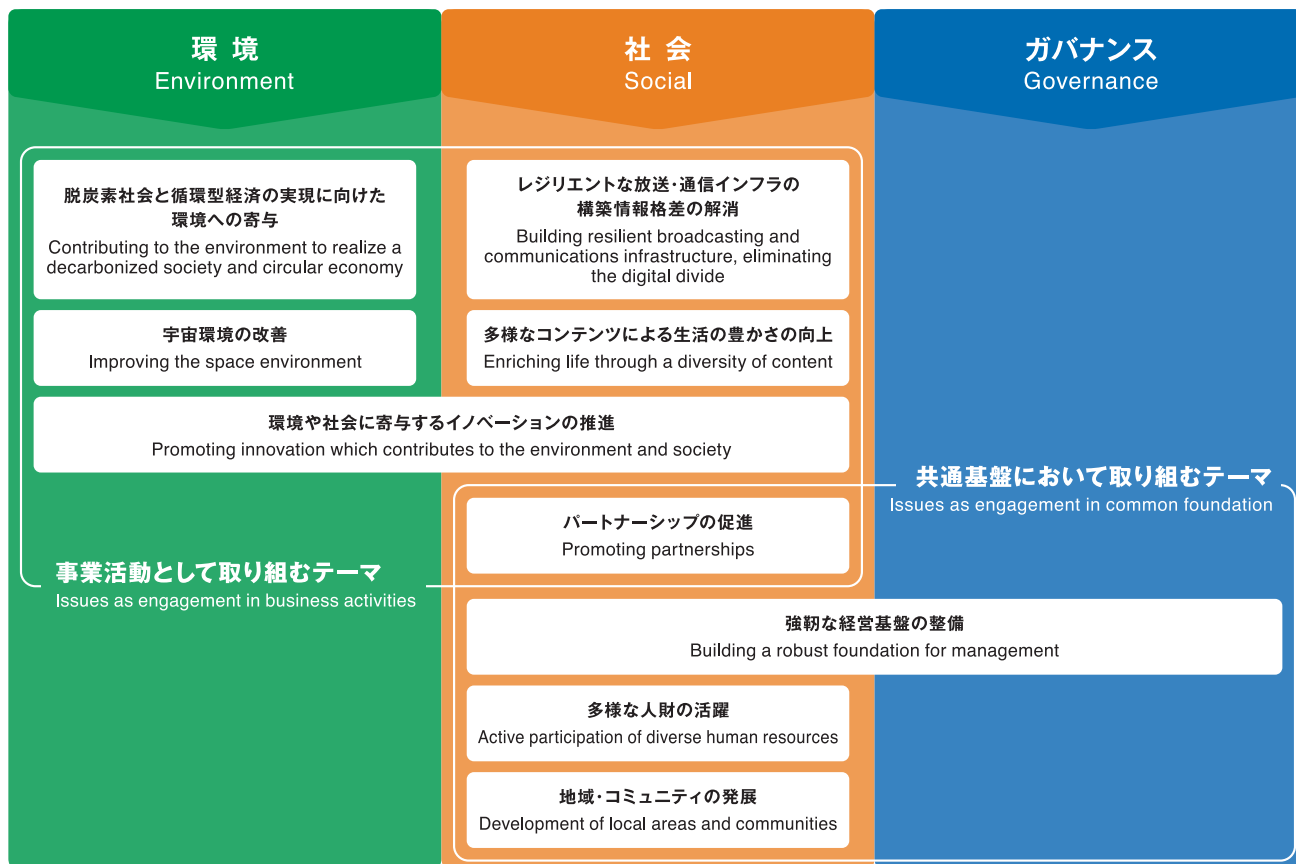 環 境
Environment
社 会
Social
ガバナンス
Governance
脱炭素社会と循環型経済の実現に向けた
環境への寄与
Contributing to the environment to realize a
decarbonized society and circular economy
レジリエントな放送・通信インフラの
構築情報格差の解消
Building resilient broadcasting and
communications infrastructure, eliminating
the digital divide
宇宙環境の改善
Improving the space environment
多様なコンテンツによる生活の豊かさの向上
Enriching life through a diversity of content
環境や社会に寄与するイノベーションの推進
Promoting innovation which contributes to the environment and society
共通基盤において取り組むテーマ
Issues as engagement in common foundation
パートナーシップの促進
Promoting partnerships
事業活動として取り組むテーマ
Issues as engagement in business activities
強靭な経営基盤の整備
Building a robust foundation for management
多様な人財の活躍
Active participation of diverse human resources
地域・コミュニティの発展
Development of local areas and communities